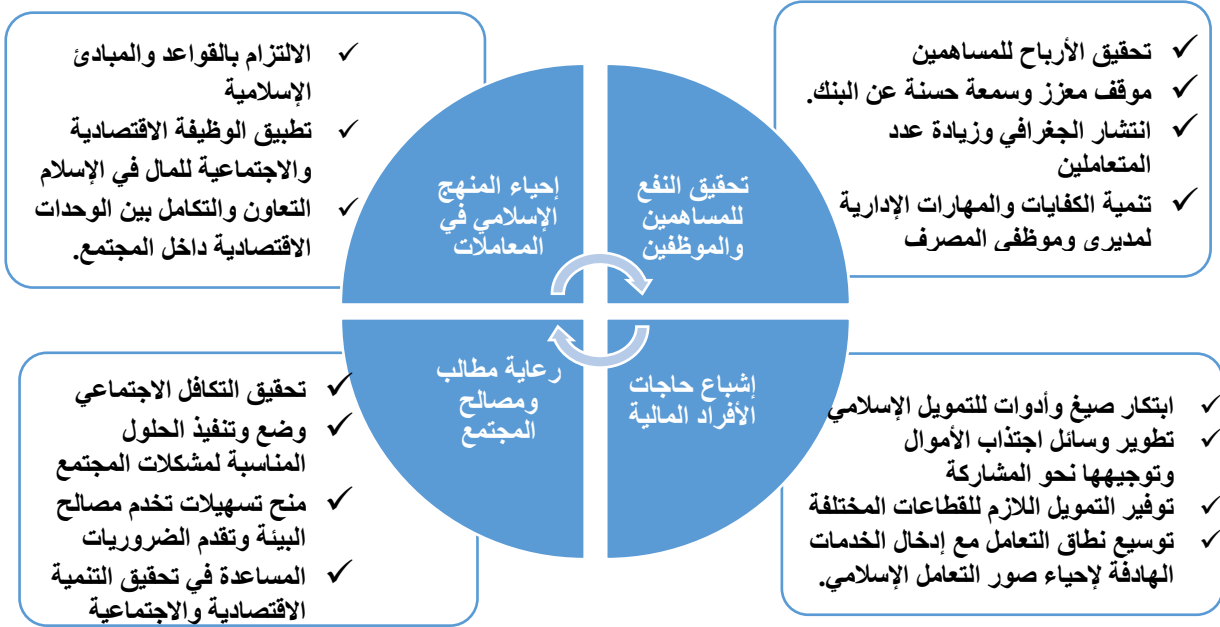 تحقيق الأرباح للمساهمين
موقف معزز وسمعة حسنة عن البنك.
انتشار الجغرافي وزيادة عدد
المتعاملين
تنمية الكفايات والمهارات الإدارية
لمديري وموظفي المصرف
الالتزام بالقواعد والمبادئ
الإسلامية
تطبيق الوظيفة الاقتصادية
والاجتماعية للمال في الإسلام
التعاون والتكامل بين الوحدات
الاقتصادية داخل المجتمع.
تحقيق النفع
للمساهمين
والموظفين
إحياء المنهج
الإسلامي في
المعاملات
إشباع حاجات
الأفراد المالية
رعاية مطالب
ومصالح
المجتمع
ابتكار صيغ وأدوات للتمويل الإسلامي
تطوير وسائل اجتذاب الأموال
وتوجيهها نحو المشاركة
توفير التمويل اللازم للقطاعات المختلفة
توسيع نطاق التعامل مع إدخال الخدمات
الهادفة لإحياء صور التعامل الإسلامي.
تحقيق التكافل الاجتماعي
وضع وتنفيذ الحلول
المناسبة لمشكلات المجتمع
منح تسهيلات تخدم مصالح
البيئة وتقدم الضروريات
المساعدة في تحقيق التنمية
الاقتصادية والاجتماعية